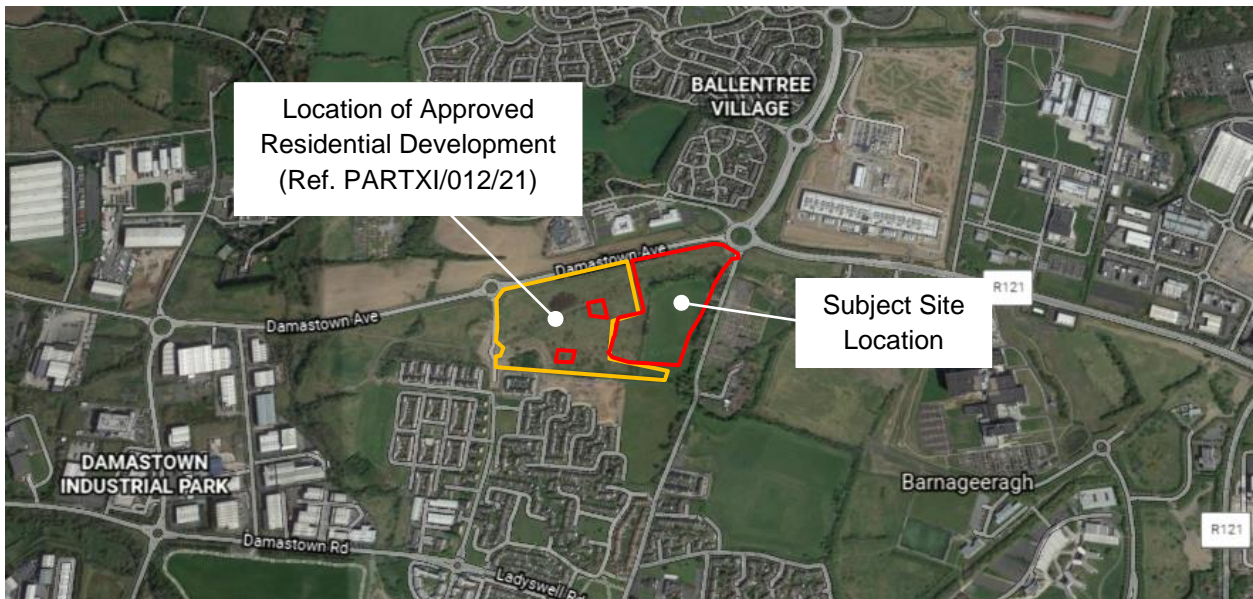 BALLENTREE
VILLAGE
Location of Approved
Residential Development
(Ref. PARTXI/012/21)
Damastown Ave
R121
Damastown Ave
Subject Site
Location
DAMASTOWN
INDUSTRIAL PARK
Barnageeragh
R121
Damastown Rd
Ladyswell Rd